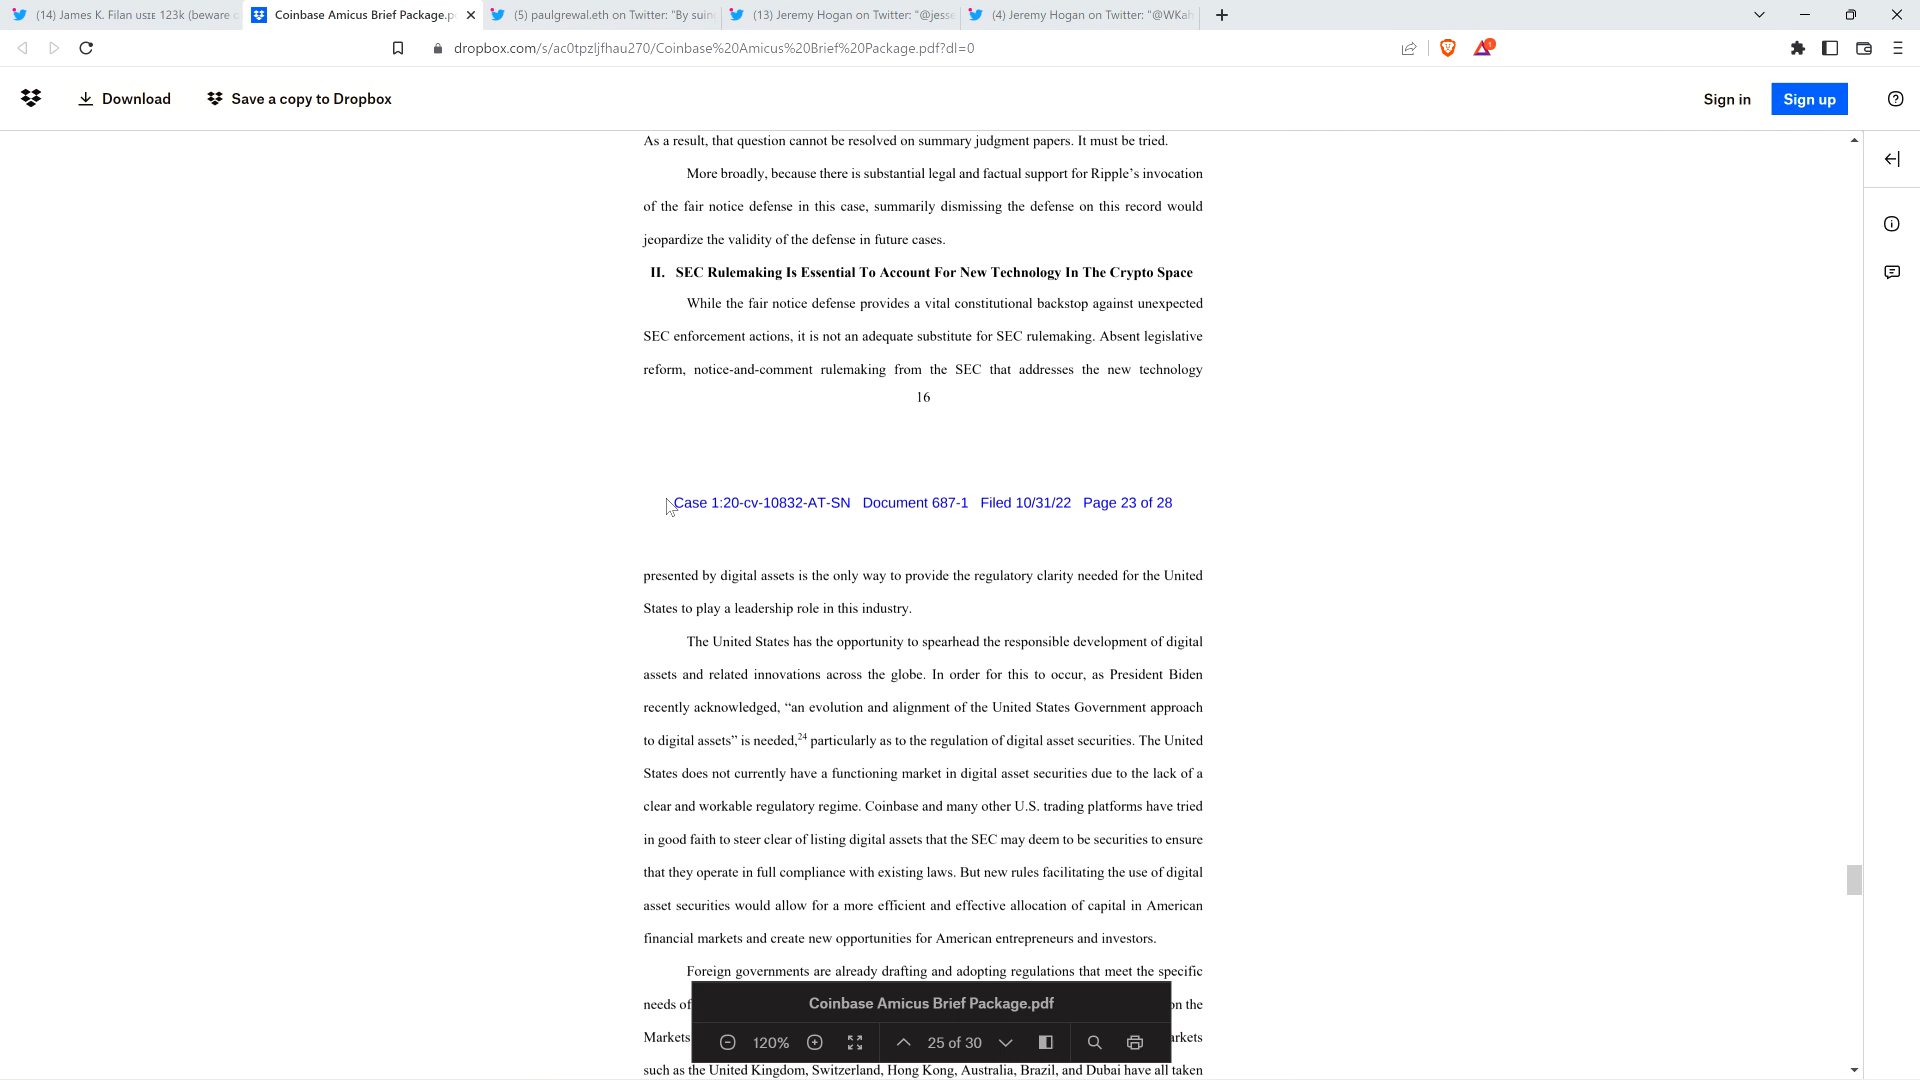 (14) James K. Filan 🇺🇸🇮🇪 123k (beware o
Coinbase Amicus Brief Package.p
(5) paulgrewal.eth on Twitter: "By suin
(13) Jeremy Hogan on Twitter: "@jesse
(4) Jeremy Hogan on Twitter: "@WKah
dropbox.com/s/ac0tpzljfhau270/Coinbase%20Amicus%20Brief%20Package.pdf?dl=0
Download
Save a copy to Dropbox
Sign in
Sign up
As a result, that question cannot be resolved on summary judgment papers. It must be tried.
More broadly, because there is substantial legal and factual support for Ripple's invocation
of the fair notice defense in this case, summarily dismissing the defense on this record would
jeopardize the validity of the defense in future cases.
II. SEC Rulemaking Is Essential To Account For New Technology In The Crypto Space
While the fair notice defense provides a vital constitutional backstop against unexpected
SEC enforcement actions, it is not an adequate substitute for SEC rulemaking. Absent legislative
reform, notice-and-comment rulemaking from the SEC that addresses the new technology
16
Case 1:20-cv-10832-AT-SN Document 687-1 Filed 10/31/22 Page 23 of 28
presented by digital assets is the only way to provide the regulatory clarity needed for the United
States to play a leadership role in this industry.
The United States has the opportunity to spearhead the responsible development of digital
assets and related innovations across the globe. In order for this to occur, as President Biden
recently acknowledged, “an evolution and alignment of the United States Government approach
to digital assets” is needed,24 particularly as to the regulation of digital asset securities. The United
States does not currently have a functioning market in digital asset securities due to the lack of a
clear and workable regulatory regime. Coinbase and many other U.S. trading platforms have tried
in good faith to steer clear of listing digital assets that the SEC may deem to be securities to ensure
that they operate in full compliance with existing laws. But new rules facilitating the use of digital
asset securities would allow for a more efficient and effective allocation of capital in American
financial markets and create new opportunities for American entrepreneurs and investors.
Foreign governments are already drafting and adopting regulations that meet the specific
needs of on the
Markets arkets
such as the United Kingdom, Switzerland, Hong Kong, Australia, Brazil, and Dubai have all taken
Coinbase Amicus Brief Package.pdf
120%
25 of 30